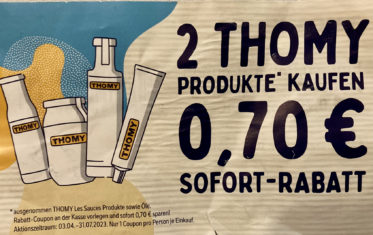 2 THOMY
PRODUKTE* KAUFEN
0,70 €
SOFORT-RABATT
THOMY
THOMY
THOMY
THOMY
* ausgenommen THOMY Les Sauces Produkte sowie Öle.
Rabatt-Coupon an der Kasse vorlegen und sofort 0,70 € sparen!
Aktionszeitraum: 03.04. - 31.07.2023. Nur 1 Coupon pro Person je Einkauf.